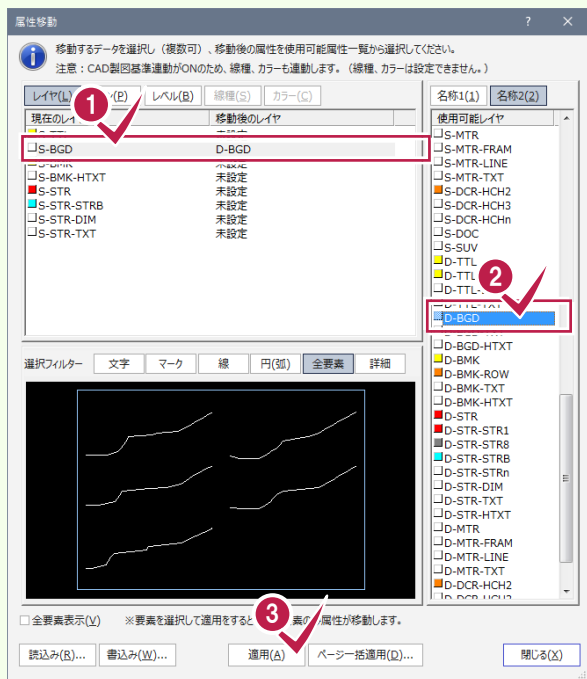 属性移動
? ×
移動するデータを選択し（複数可）、移動後の属性を使用可能属性一覧から選択してください。
注意：CAD製図基準連動がONのため、線種、カラーも連動します。（線種、カラーは設定できません。）
レイヤ(L)
(P)
レベル(B)
線種(S)
カラー(C)
1
現在のレイヤ
移動後のレイヤ
S-BGD D-BGD
S-BMK 未設定
S-BMK-HTXT 未設定
S-STR 未設定
S-STR-STRB 未設定
S-STR-DIM 未設定
S-STR-TXT 未設定
名称1(1)
名称2(2)
使用可能レイヤ
S-MTR
S-MTR-FRAM
S-MTR-LINE
S-MTR-TXT
S-DCR-HCH2
S-DCR-HCH3
S-DCR-HCHn
S-DOC
S-SUV
D-TTL
D-TTL
D-TTL-
2
D-TTL-TXT
D-BGD
D-BGD-HTXT
D-BMK
D-BMK-ROW
D-BMK-TXT
D-BMK-HTXT
D-STR
D-STR-STR1
D-STR-STR8
D-STR-STRB
D-STR-STRn
D-STR-DIM
D-STR-TXT
D-STR-HTXT
D-MTR
D-MTR-FRAM
D-MTR-LINE
D-MTR-TXT
D-DCR-HCH2
選択フィルター
文字
マーク
線
円(弧)
全要素
詳細
全要素表示(V)
※要素を選択して適用をすると
素の
属性が移動します。
3
読込み(R)...
書込み(W)...
適用(A)
ページ一括適用(D)...
閉じる(X)